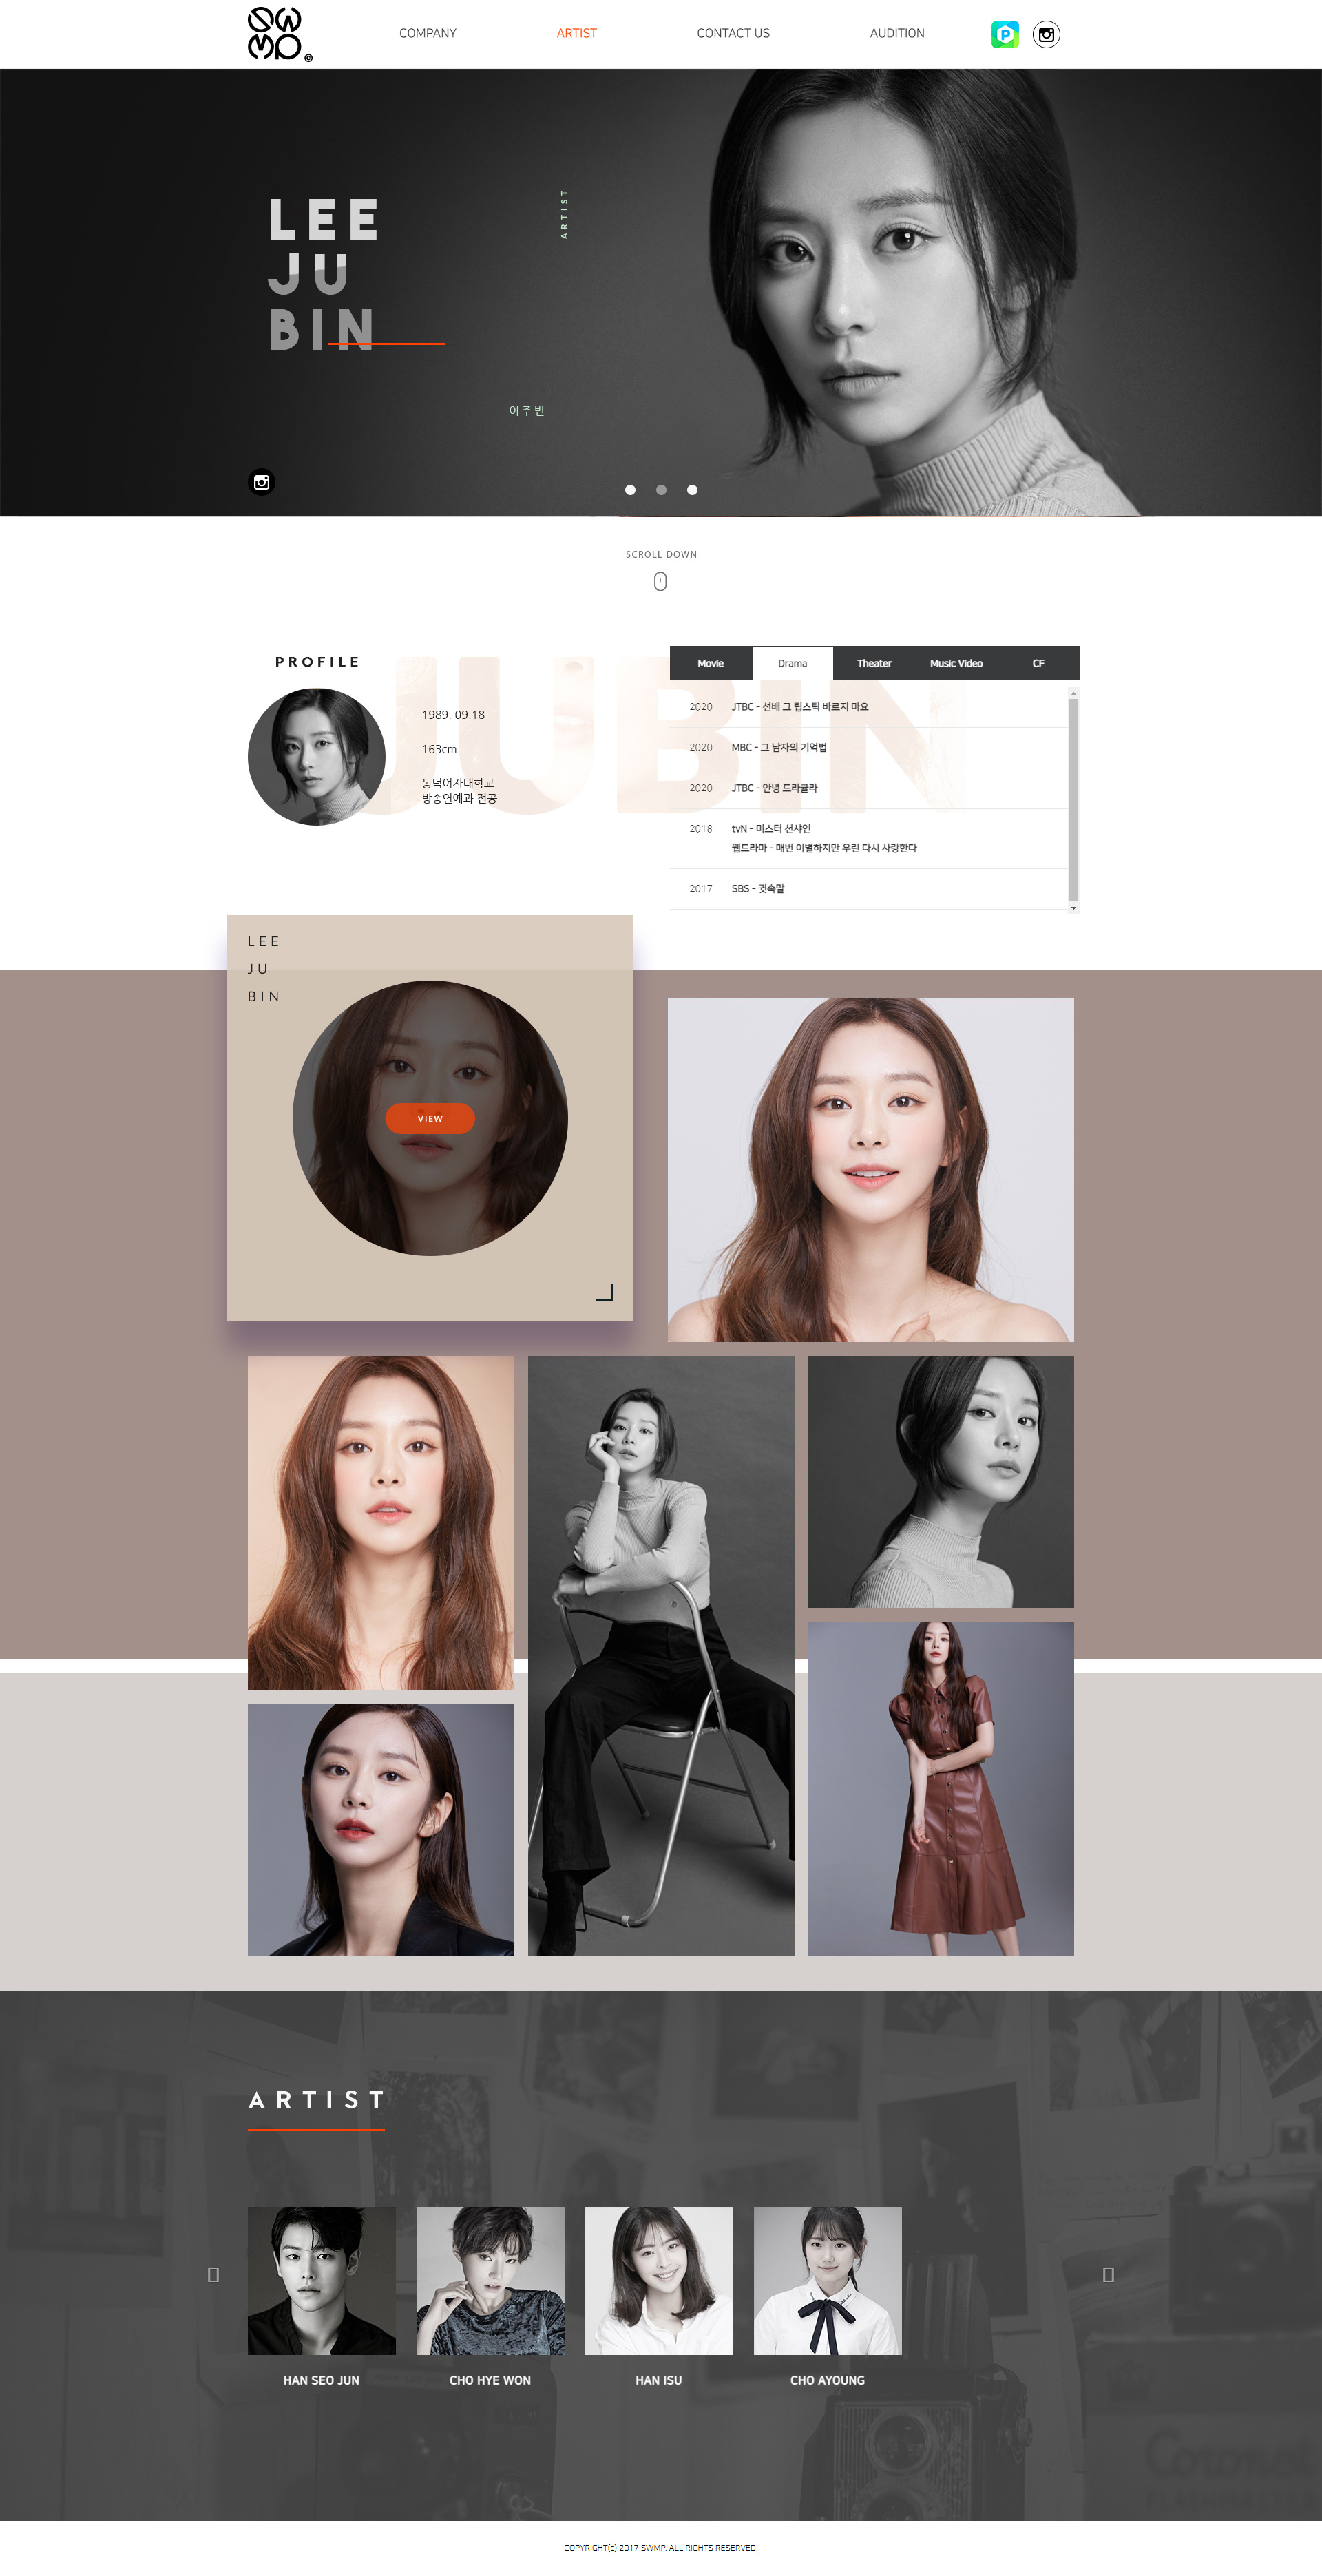 SWMP
COMPANY
ARTIST
CONTACT US
AUDITION
LEE
JU
BIN
ARTIST
이주빈
SCROLL DOWN
PROFILE
JUBIN
1989. 09.18
163cm
동덕여자대학교
방송연예과 전공
Movie
Drama
Theater
Music Video
CF
2020 JTBC - 선배 그 립스틱 바르지 마요
2020 MBC - 그 남자의 기억법
2020 JTBC - 안녕 드라큘라
2018 tvN - 미스터 션샤인
웹드라마 - 매번 이별하지만 우린 다시 사랑한다
2017 SBS - 귓속말
LEE
JU
BIN
VIEW
ARTIST
HAN SEO JUN
CHO HYE WON
HAN ISU
CHO AYOUNG
Coronet
COPYRIGHT(c) 2017 SWMP. ALL RIGHTS RESERVED.